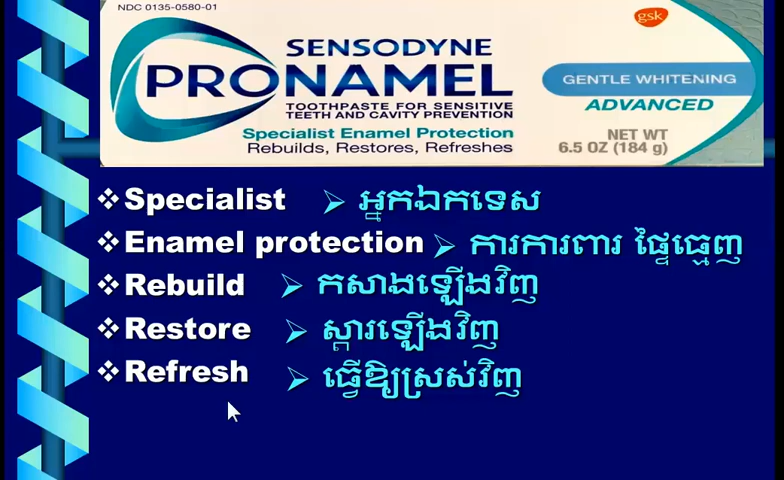 NDC 0135-0580-01
gsk
SENSODYNE
PRONAMEL
GENTLE WHITENING
TOOTHPASTE FOR SENSITIVE
TEETH AND CAVITY PREVENTION
ADVANCED
Specialist Enamel Protection
Rebuilds, Restores, Refreshes
NET WT
6.5 OZ (184 g)
❖Specialist ➢ អ្នកឯកទេស
❖Enamel protection ➢ ការការពារ ផ្ទៃធ្មេញ
❖Rebuild ➢ កសាងឡើងវិញ
❖Restore ➢ ស្តារឡើងវិញ
❖Refresh ➢ ធ្វើឱ្យស្រស់វិញ